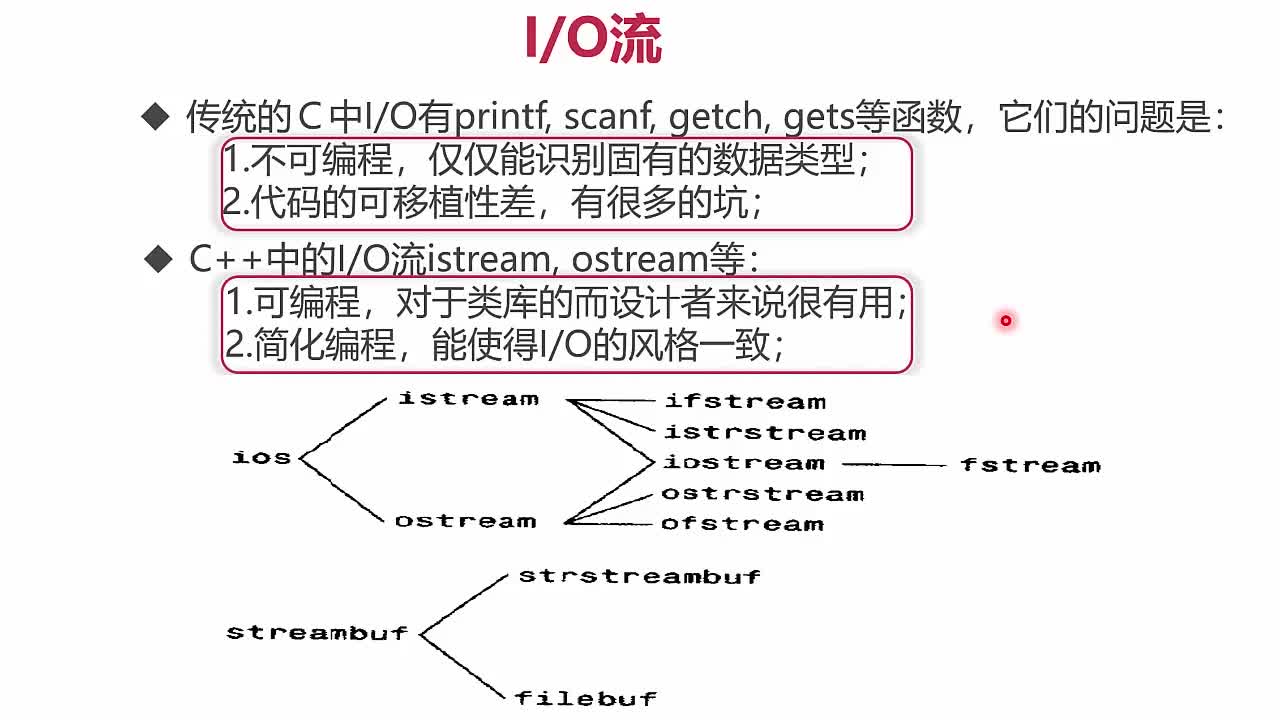 I/O流
◆ 传统的C中I/O有printf, scanf, getch, gets等函数，它们的问题是：
1.不可编程，仅仅能识别固有的数据类型；
2.代码的可移植性差，有很多的坑；
◆ C++中的I/O流istream, ostream等：
1.可编程，对于类库的而设计者来说很有用；
2.简化编程，能使得I/O的风格一致；
istream
ifstream
istrstream
ios
iostream
fstream
ostrstream
ostream
ofstream
strstreambuf
streambuf
filebuf